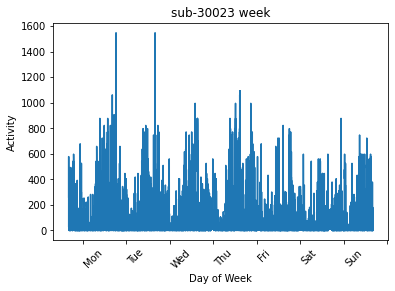 sub-30023 week
1600
1400
1200
1000
800
600
400
200
0
Activity
Mon
Tue
Wed
Thu
Fri
Sat
Sun
Day of Week